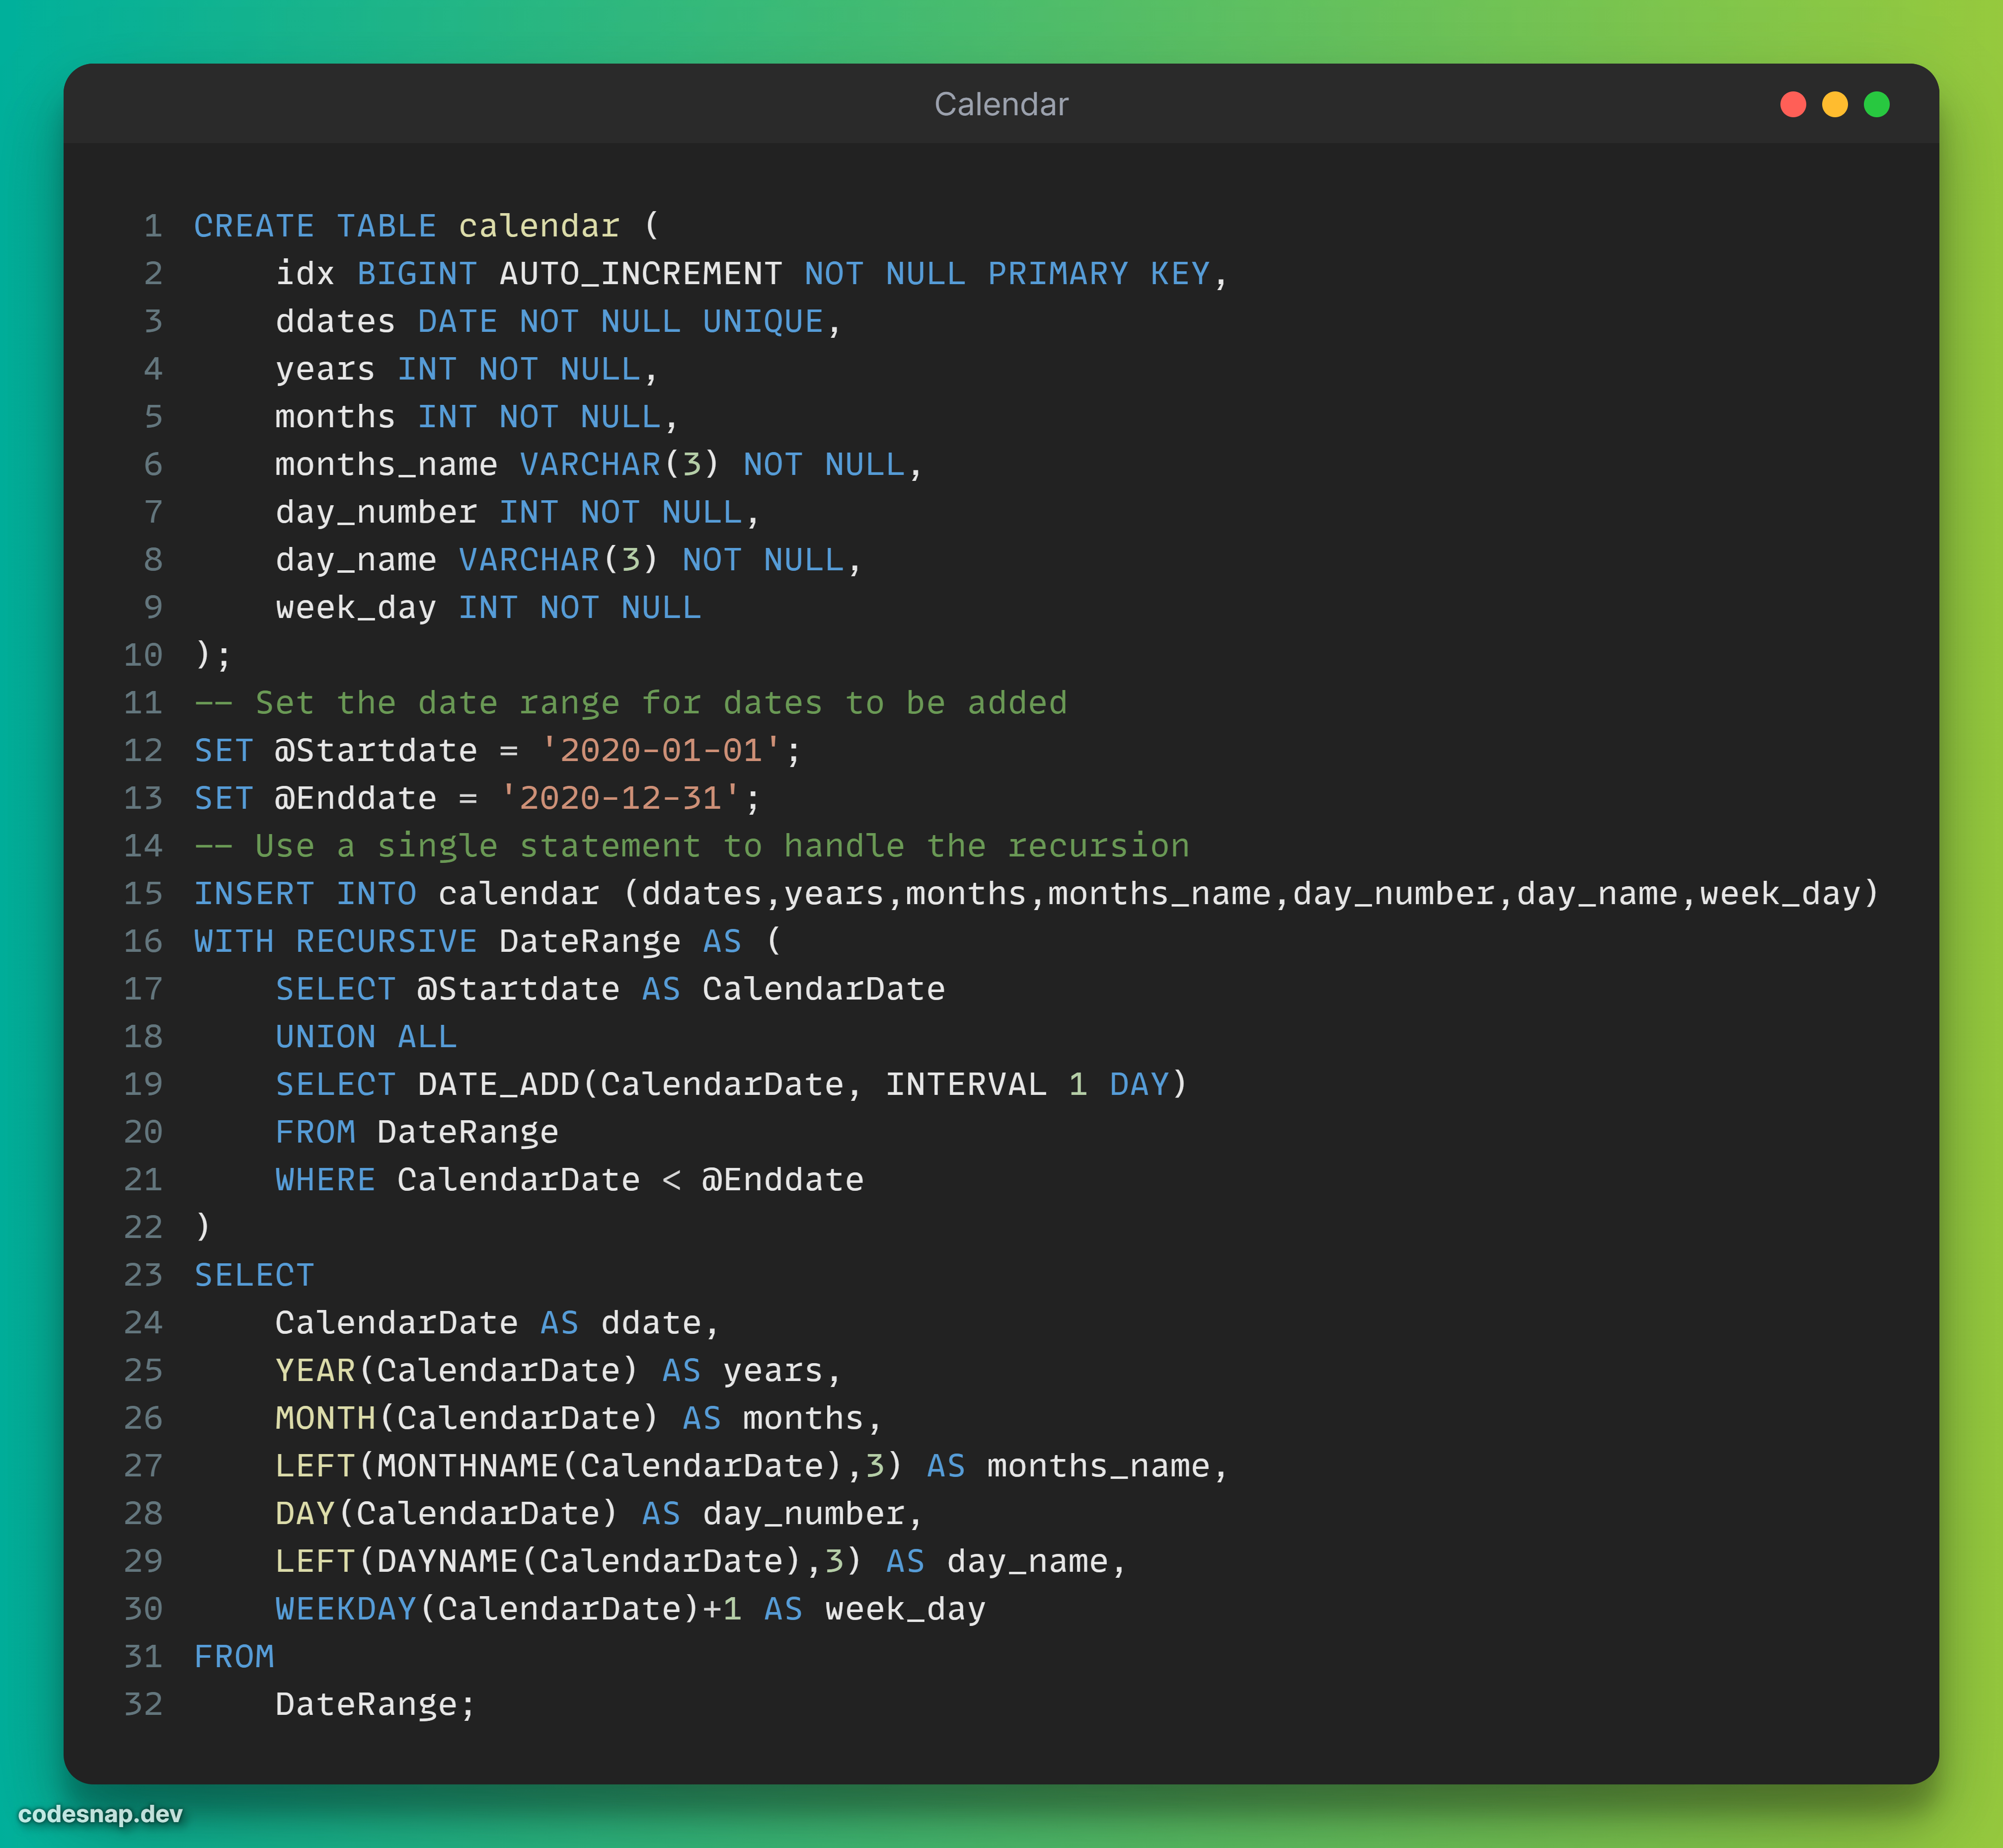 Calendar
1 CREATE TABLE calendar (
2     idx BIGINT AUTO_INCREMENT NOT NULL PRIMARY KEY,
3     ddates DATE NOT NULL UNIQUE,
4     years INT NOT NULL,
5     months INT NOT NULL,
6     months_name VARCHAR(3) NOT NULL,
7     day_number INT NOT NULL,
8     day_name VARCHAR(3) NOT NULL,
9     week_day INT NOT NULL
10 );
11 -- Set the date range for dates to be added
12 SET @Startdate = '2020-01-01';
13 SET @Enddate = '2020-12-31';
14 -- Use a single statement to handle the recursion
15 INSERT INTO calendar (ddates,years,months,months_name,day_number,day_name,week_day)
16 WITH RECURSIVE DateRange AS (
17     SELECT @Startdate AS CalendarDate
18     UNION ALL
19     SELECT DATE_ADD(CalendarDate, INTERVAL 1 DAY)
20     FROM DateRange
21     WHERE CalendarDate < @Enddate
22 )
23 SELECT
24     CalendarDate AS ddate,
25     YEAR(CalendarDate) AS years,
26     MONTH(CalendarDate) AS months,
27     LEFT(MONTHNAME(CalendarDate),3) AS months_name,
28     DAY(CalendarDate) AS day_number,
29     LEFT(DAYNAME(CalendarDate),3) AS day_name,
30     WEEKDAY(CalendarDate)+1 AS week_day
31 FROM
32     DateRange;
codesnap.dev